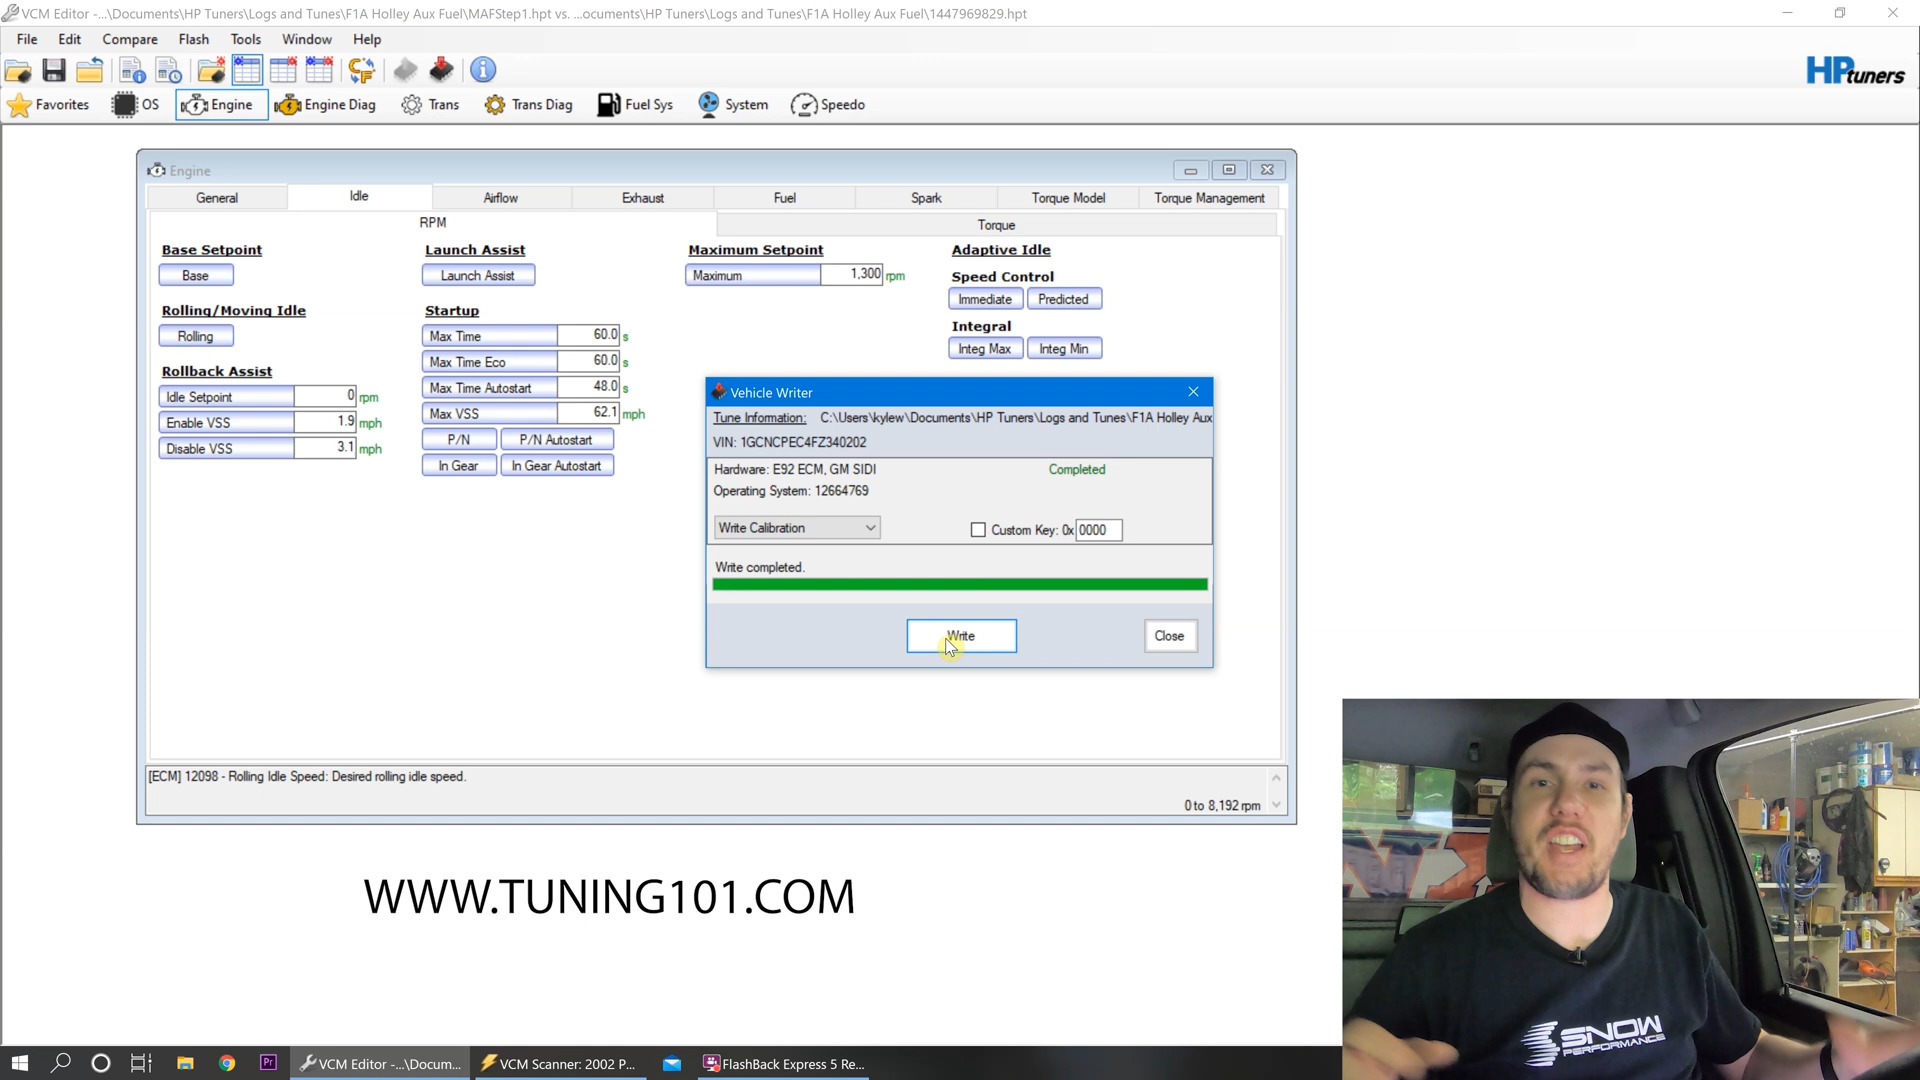 VCM Editor -...\Documents\HP Tuners\Logs and Tunes\F1A Holley Aux Fuel\MAFStep1.hpt vs. ...ocuments\HP Tuners\Logs and Tunes\F1A Holley Aux Fuel\1447969829.hpt
File Edit Compare Flash Tools Window Help
HPtuners
Favorites OS Engine Engine Diag Trans Trans Diag Fuel Sys System Speedo
Engine
General Idle Airflow Exhaust Fuel Spark Torque Model Torque Management
RPM Torque
Base Setpoint
Base
Rolling/Moving Idle
Rolling
Rollback Assist
Idle Setpoint 0 rpm
Enable VSS 1.9 mph
Disable VSS 3.1 mph
Launch Assist
Launch Assist
Startup
Max Time 60.0 s
Max Time Eco 60.0 s
Max Time Autostart 48.0 s
Max VSS 62.1 mph
P/N P/N Autostart
In Gear In Gear Autostart
Maximum Setpoint
Maximum 1,300 rpm
Adaptive Idle
Speed Control
Immediate Predicted
Integral
Integ Max Integ Min
Vehicle Writer
Tune Information: C:\Users\kylew\Documents\HP Tuners\Logs and Tunes\F1A Holley Aux
VIN: 1GCNCPEC4FZ340202
Hardware: E92 ECM, GM SIDI Completed
Operating System: 12664769
Write Calibration Custom Key: 0x 0000
Write completed.
Write Close
[ECM] 12098 - Rolling Idle Speed: Desired rolling idle speed.
0 to 8,192 rpm
WWW.TUNING101.COM
SNOW
PERFORMANCE
Pr VCM Editor -...\Docum... VCM Scanner: 2002 P... FlashBack Express 5 Re...